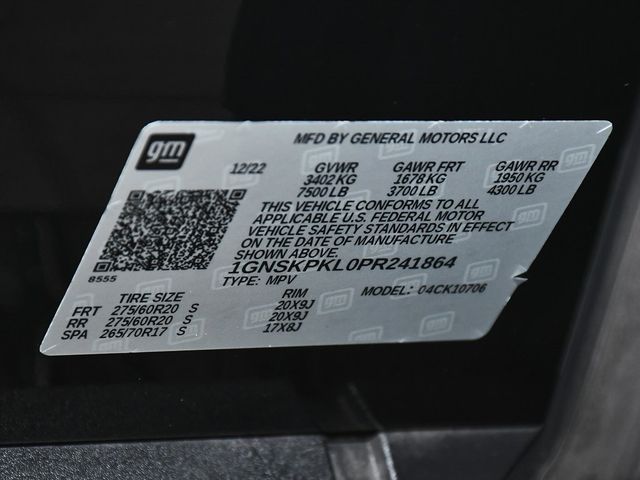 gm
MFD BY GENERAL MOTORS LLC
12/22 GVWR GAWR FRT GAWR RR
3402 KG 1678 KG 1950 KG
7500 LB 3700 LB 4300 LB
THIS VEHICLE CONFORMS TO ALL
APPLICABLE U.S. FEDERAL MOTOR
VEHICLE SAFETY STANDARDS IN EFFECT
ON THE DATE OF MANUFACTURE
SHOWN ABOVE.
8555
1GNSKPKL0PR241864
TYPE: MPV MODEL: 04CK10706
TIRE SIZE RIM
FRT 275/60R20 S 20X9J
RR 275/60R20 S 20X9J
SPA 265/70R17 S 17X8J